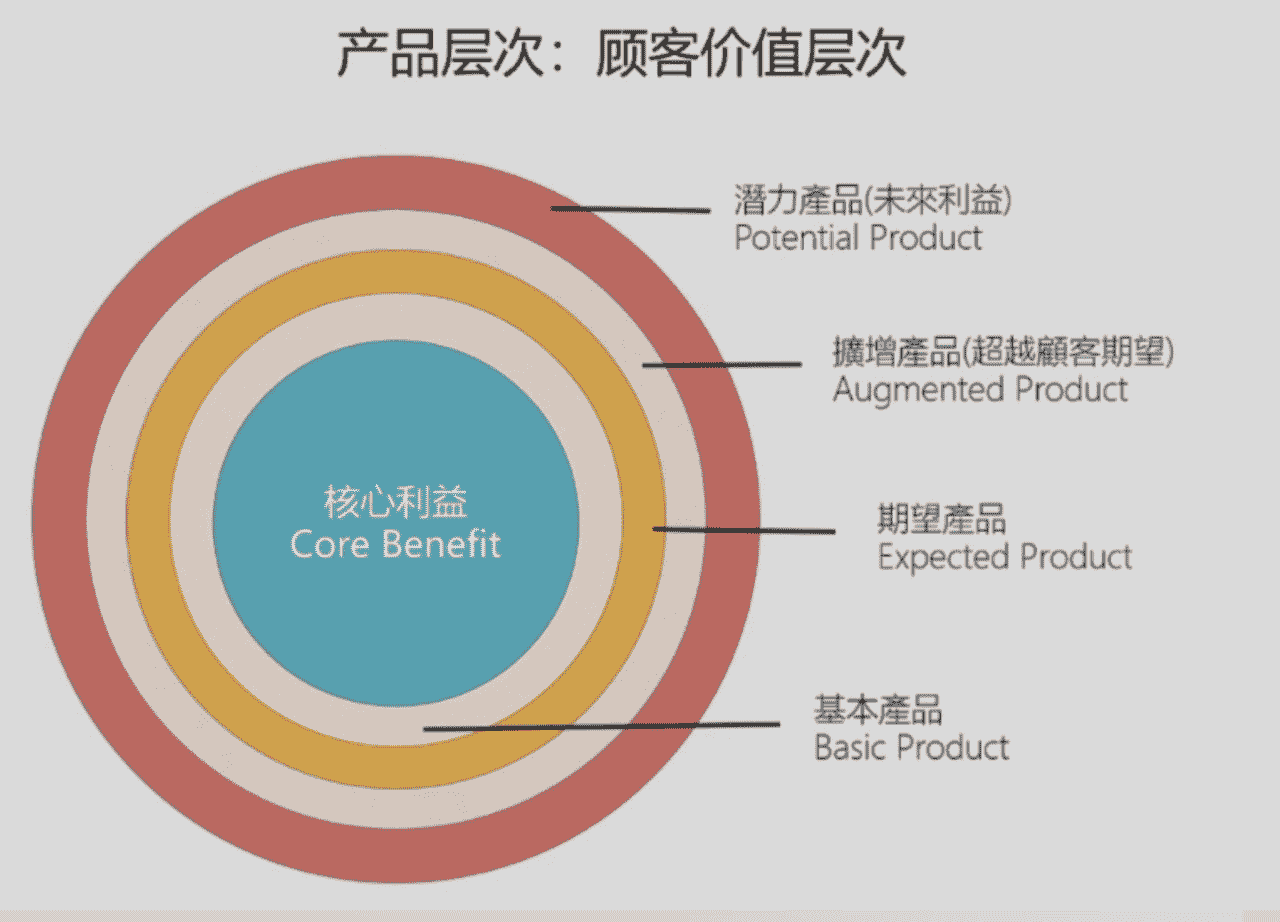 产品层次：顾客价值层次
潛力產品(未來利益)
Potential Product
擴增產品(超越顧客期望)
Augmented Product
核心利益
Core Benefit
期望產品
Expected Product
基本產品
Basic Product